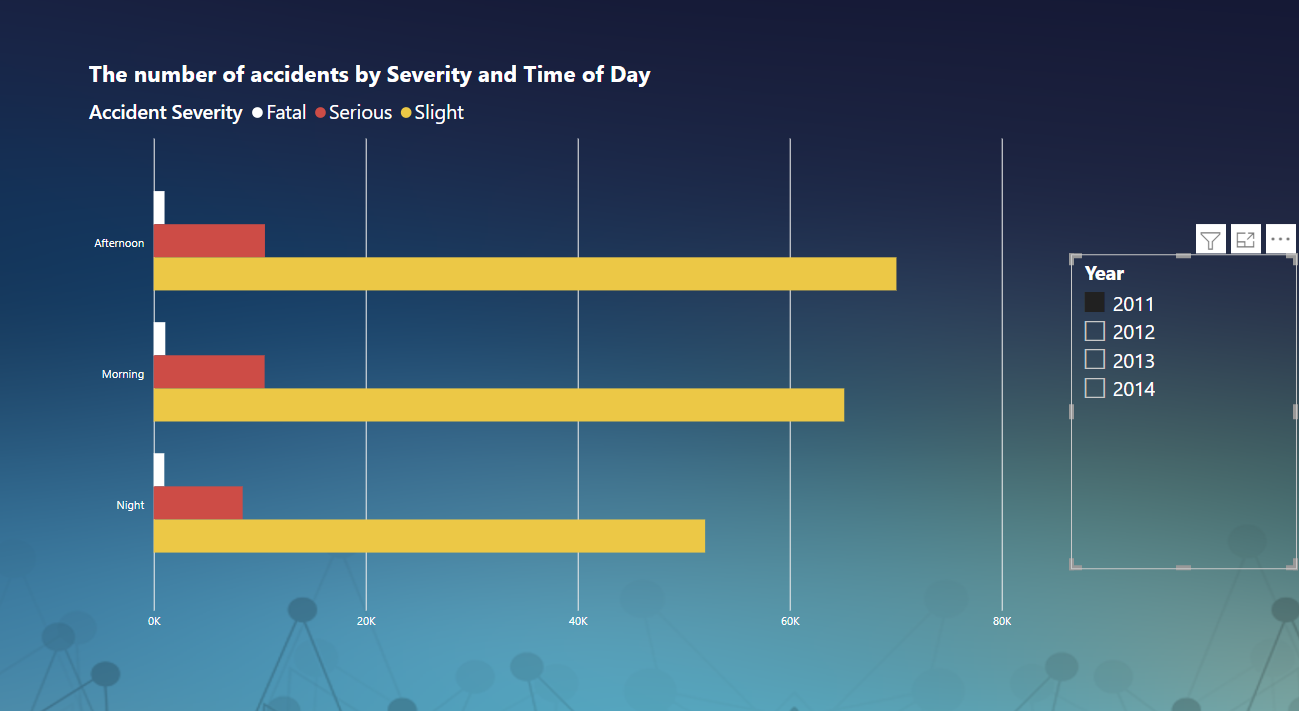 The number of accidents by Severity and Time of Day
Accident Severity Fatal Serious Slight
Afternoon
Morning
Night
0K 20K 40K 60K 80K
Year
2011
2012
2013
2014